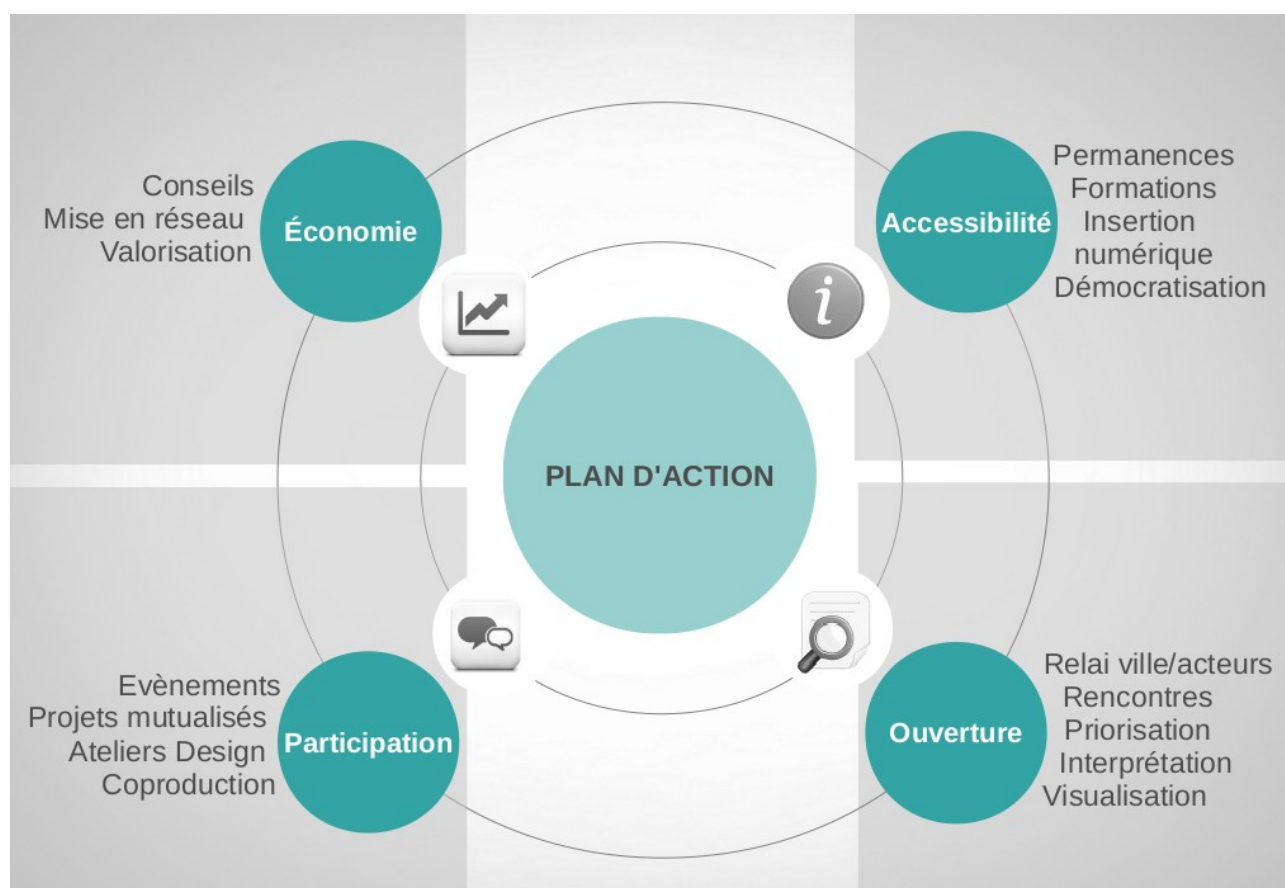 Conseils
Mise en réseau
Valorisation
Économie
Accessibilité
Permanences
Formations
Insertion
numérique
Démocratisation
PLAN D'ACTION
Evènements
Projets mutualisés
Ateliers Design
Coproduction
Participation
Ouverture
Relai ville/acteurs
Rencontres
Priorisation
Interprétation
Visualisation